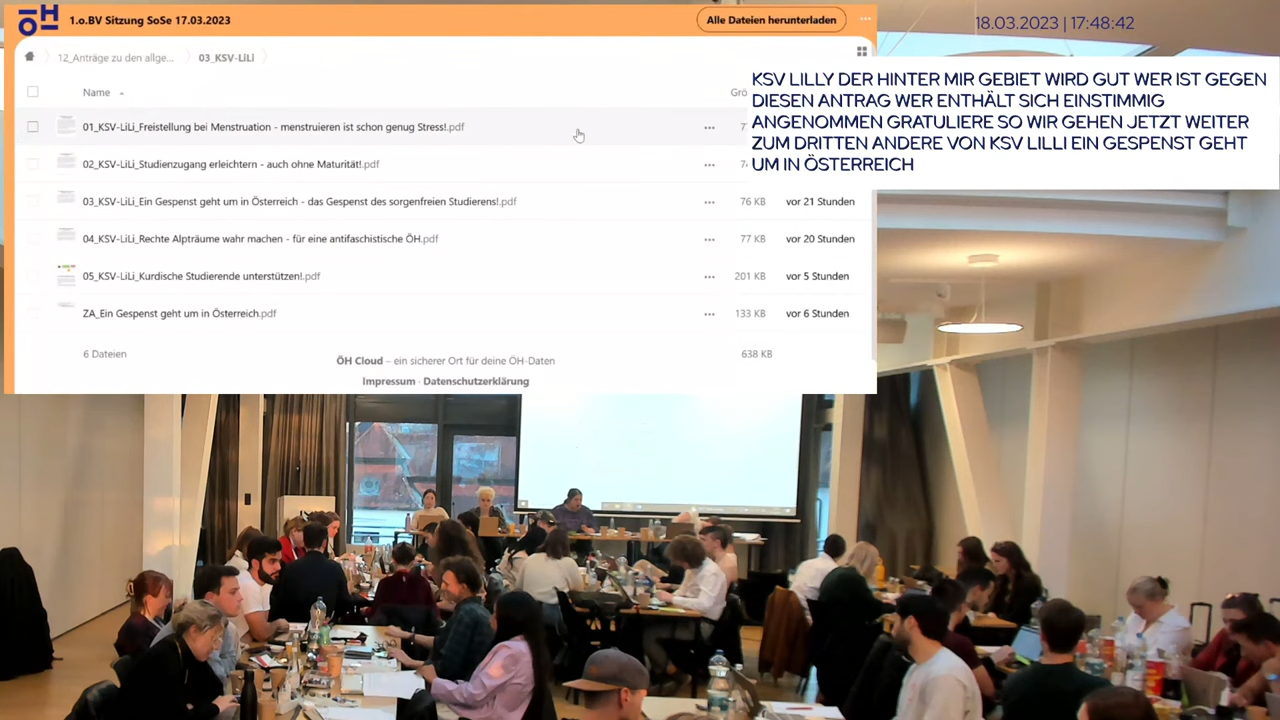 ÖH
1.o.BV Sitzung SoSe 17.03.2023
Alle Dateien herunterladen
18.03.2023 | 17:48:42
12_Anträge zu den allge...
03_KSV-LiLi
KSV LILLY DER HINTER MIR GEBIET WIRD GUT WER IST GEGEN
DIESEN ANTRAG WER ENTHÄLT SICH EINSTIMMIG
ANGENOMMEN GRATULIERE SO WIR GEHEN JETZT WEITER
ZUM DRITTEN ANDERE VON KSV LILLI EIN GESPENST GEHT
UM IN ÖSTERREICH
Name
01_KSV-LiLi_Freistellung bei Menstruation - menstruieren ist schon genug Stress!.pdf
02_KSV-LiLi_Studienzugang erleichtern - auch ohne Maturität!.pdf
03_KSV-LiLi_Ein Gespenst geht um in Österreich - das Gespenst des sorgenfreien Studierens!.pdf ... 76 KB vor 21 Stunden
04_KSV-LiLi_Rechte Alpträume wahr machen - für eine antifaschistische ÖH.pdf ... 77 KB vor 20 Stunden
05_KSV-LiLi_Kurdische Studierende unterstützen!.pdf ... 201 KB vor 5 Stunden
ZA_Ein Gespenst geht um in Österreich.pdf ... 133 KB vor 6 Stunden
6 Dateien 638 KB
ÖH Cloud – ein sicherer Ort für deine ÖH-Daten
Impressum · Datenschutzerklärung